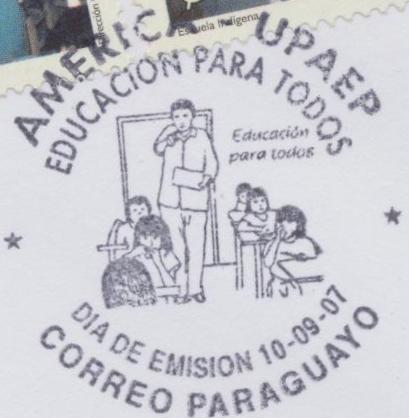 Escuela Indígena
AMERICA UPAEP
EDUCACION PARA TODOS
Educación
para todos
DIA DE EMISION 10-09-07
CORREO PARAGUAYO